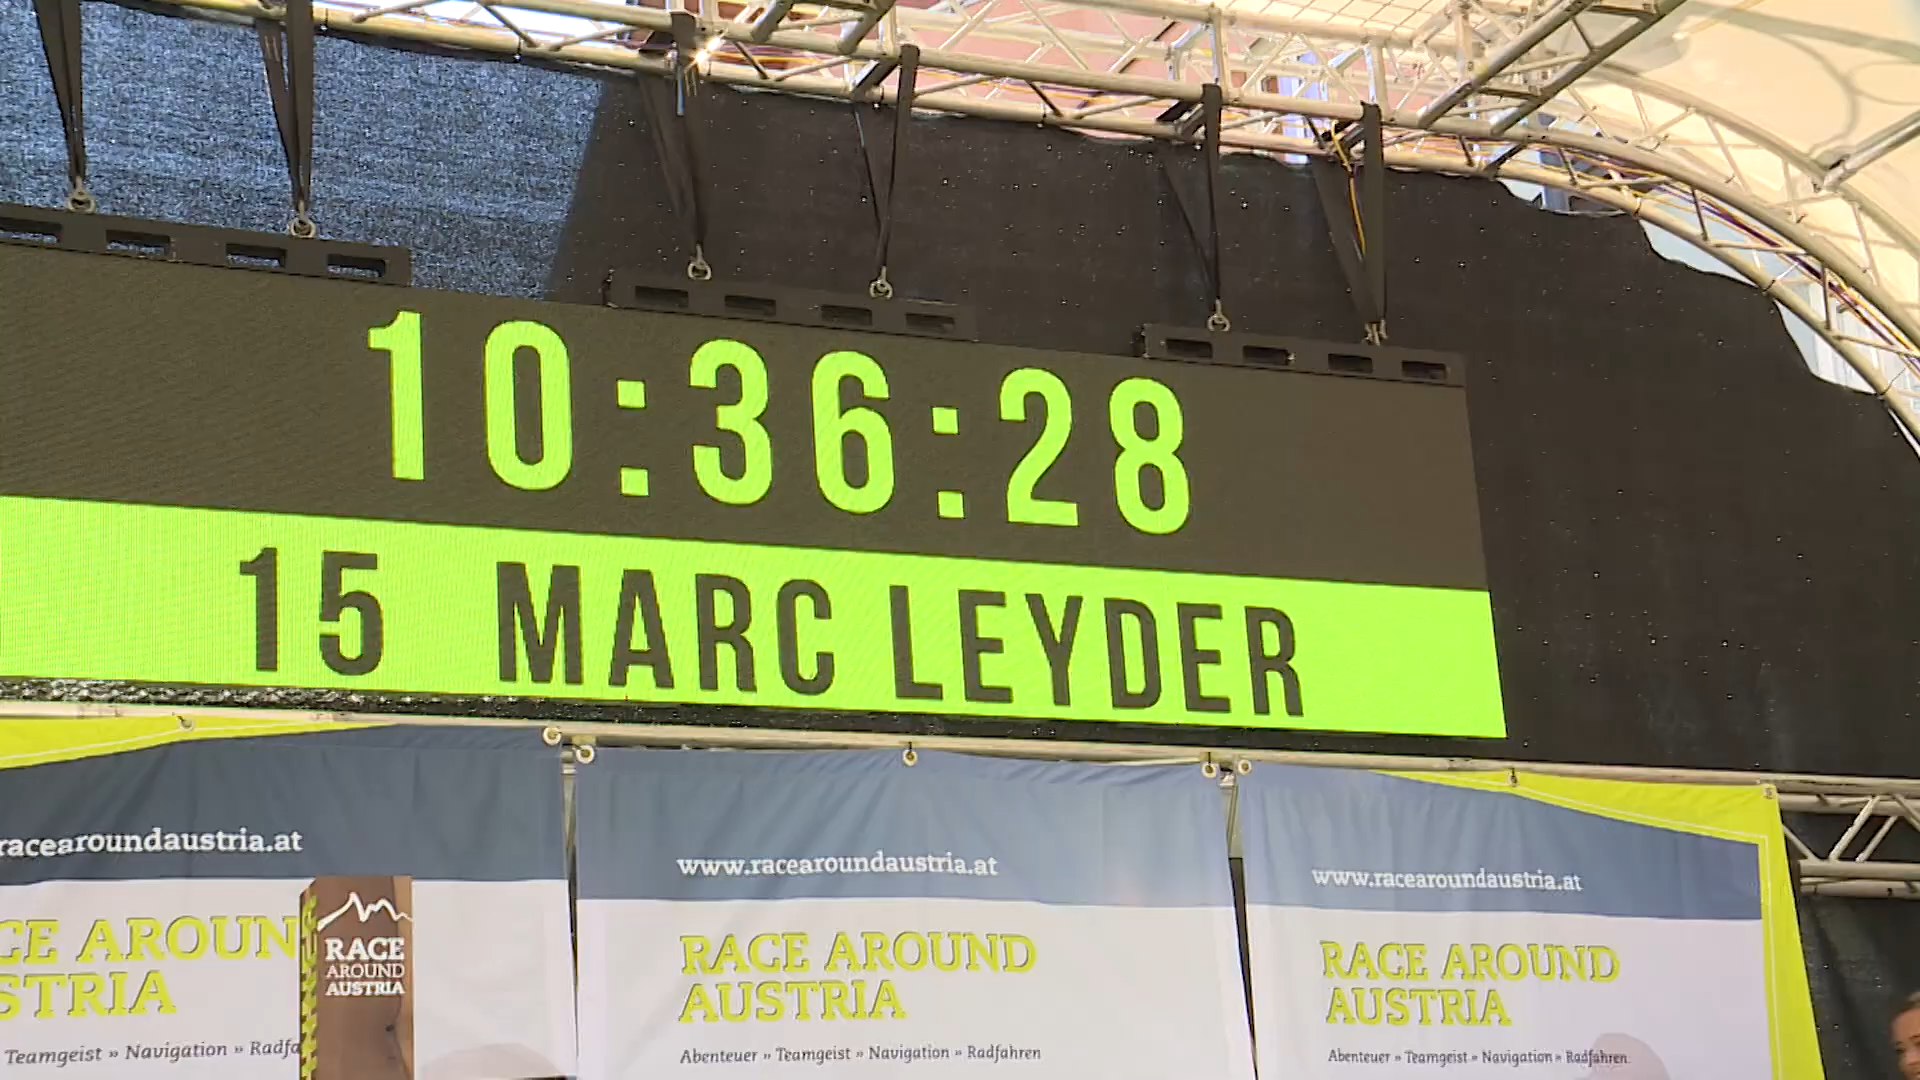 10:36:28
15 MARC LEYDER
racearoundaustria.at
CE AROUN
STRIA
Teamgeist » Navigation » Radfa
RACE
AROUND
AUSTRIA
www.racearoundaustria.at
RACE AROUND
AUSTRIA
Abenteuer » Teamgeist » Navigation » Radfahren
www.racearoundaustria.at
RACE AROUND
AUSTRIA
Abenteuer » Teamgeist » Navigation » Radfahren